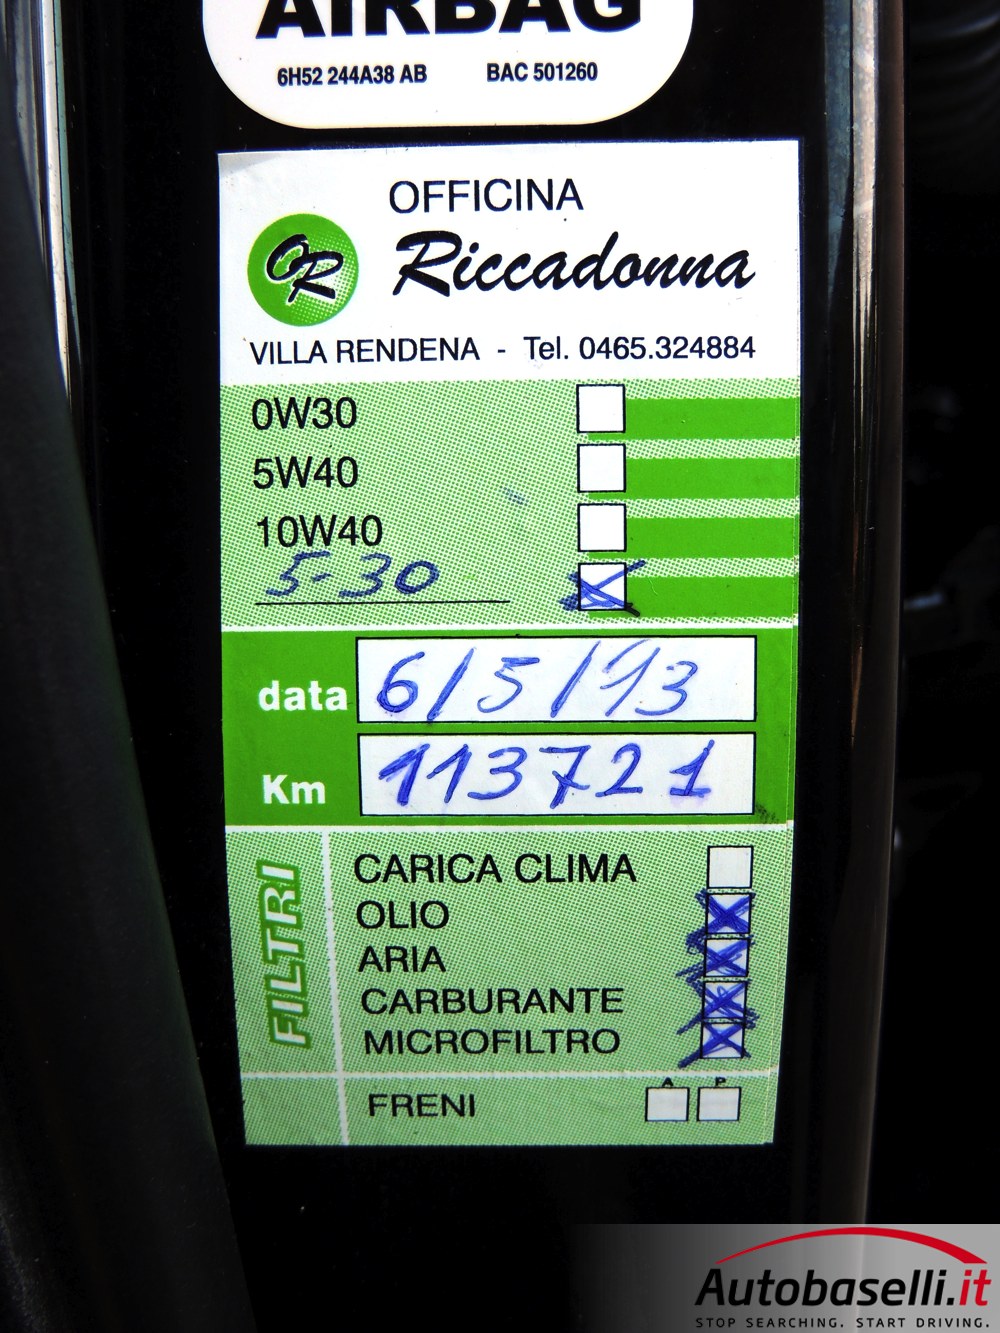 AIRBAG
6H52 244A38 AB BAC 501260
OFFICINA
OR Riccadonna
VILLA RENDENA - Tel. 0465.324884
0W30
5W40
10W40
5-30
data 6/5/13
Km 113721
FILTRI
CARICA CLIMA
OLIO
ARIA
CARBURANTE
MICROFILTRO
A P
FRENI
Autobaselli.it
STOP SEARCHING. START DRIVING.